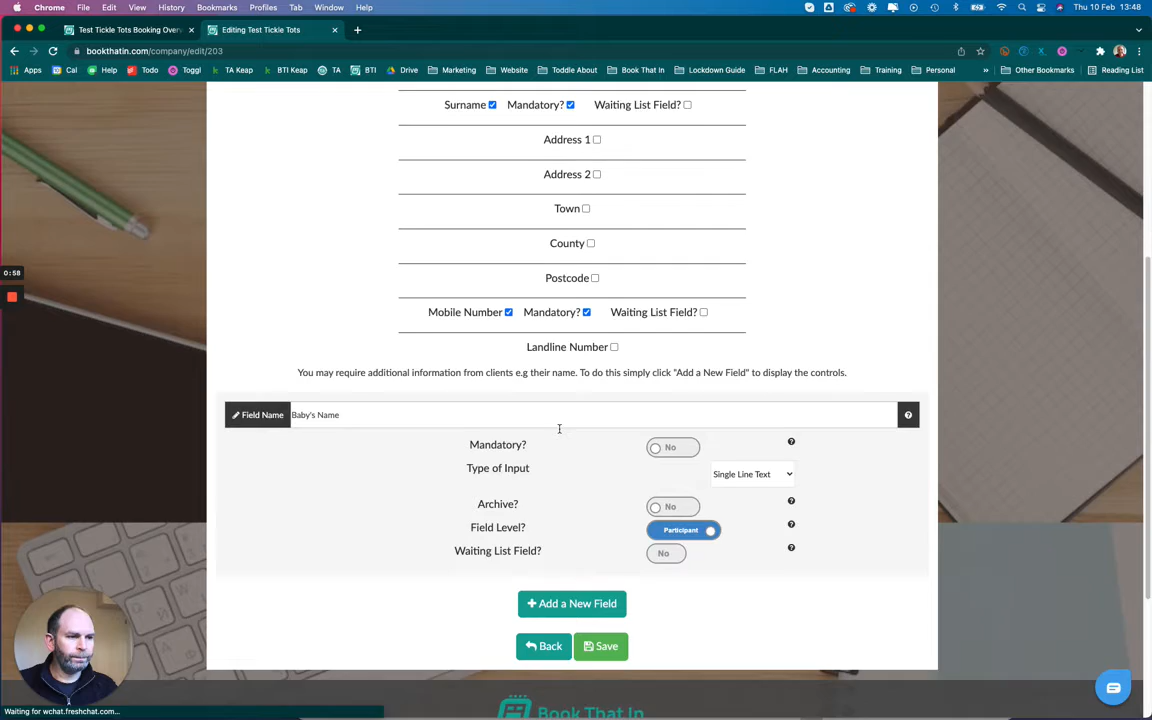 Chrome File Edit View History Bookmarks Profiles Tab Window Help Thu 10 Feb 13:48
Test Tickle Tots Booking Overv Editing Test Tickle Tots
bookthatin.com/company/edit/203
Apps Cal Help Todo Toggl TA Keap BTI Keap TA BTI Drive Marketing Website Toddle About Book That In Lockdown Guide FLAH Accounting Training Personal » Other Bookmarks Reading List
Surname Mandatory? Waiting List Field?
Address 1
Address 2
Town
County
0:58
Postcode
Mobile Number Mandatory? Waiting List Field?
Landline Number
You may require additional information from clients e.g their name. To do this simply click "Add a New Field" to display the controls.
Field Name Baby's Name ?
Mandatory? No ?
Type of Input Single Line Text
Archive? No ?
Field Level? Participant ?
Waiting List Field? No ?
+ Add a New Field
Back Save
Book That In
Waiting for wchat.freshchat.com...